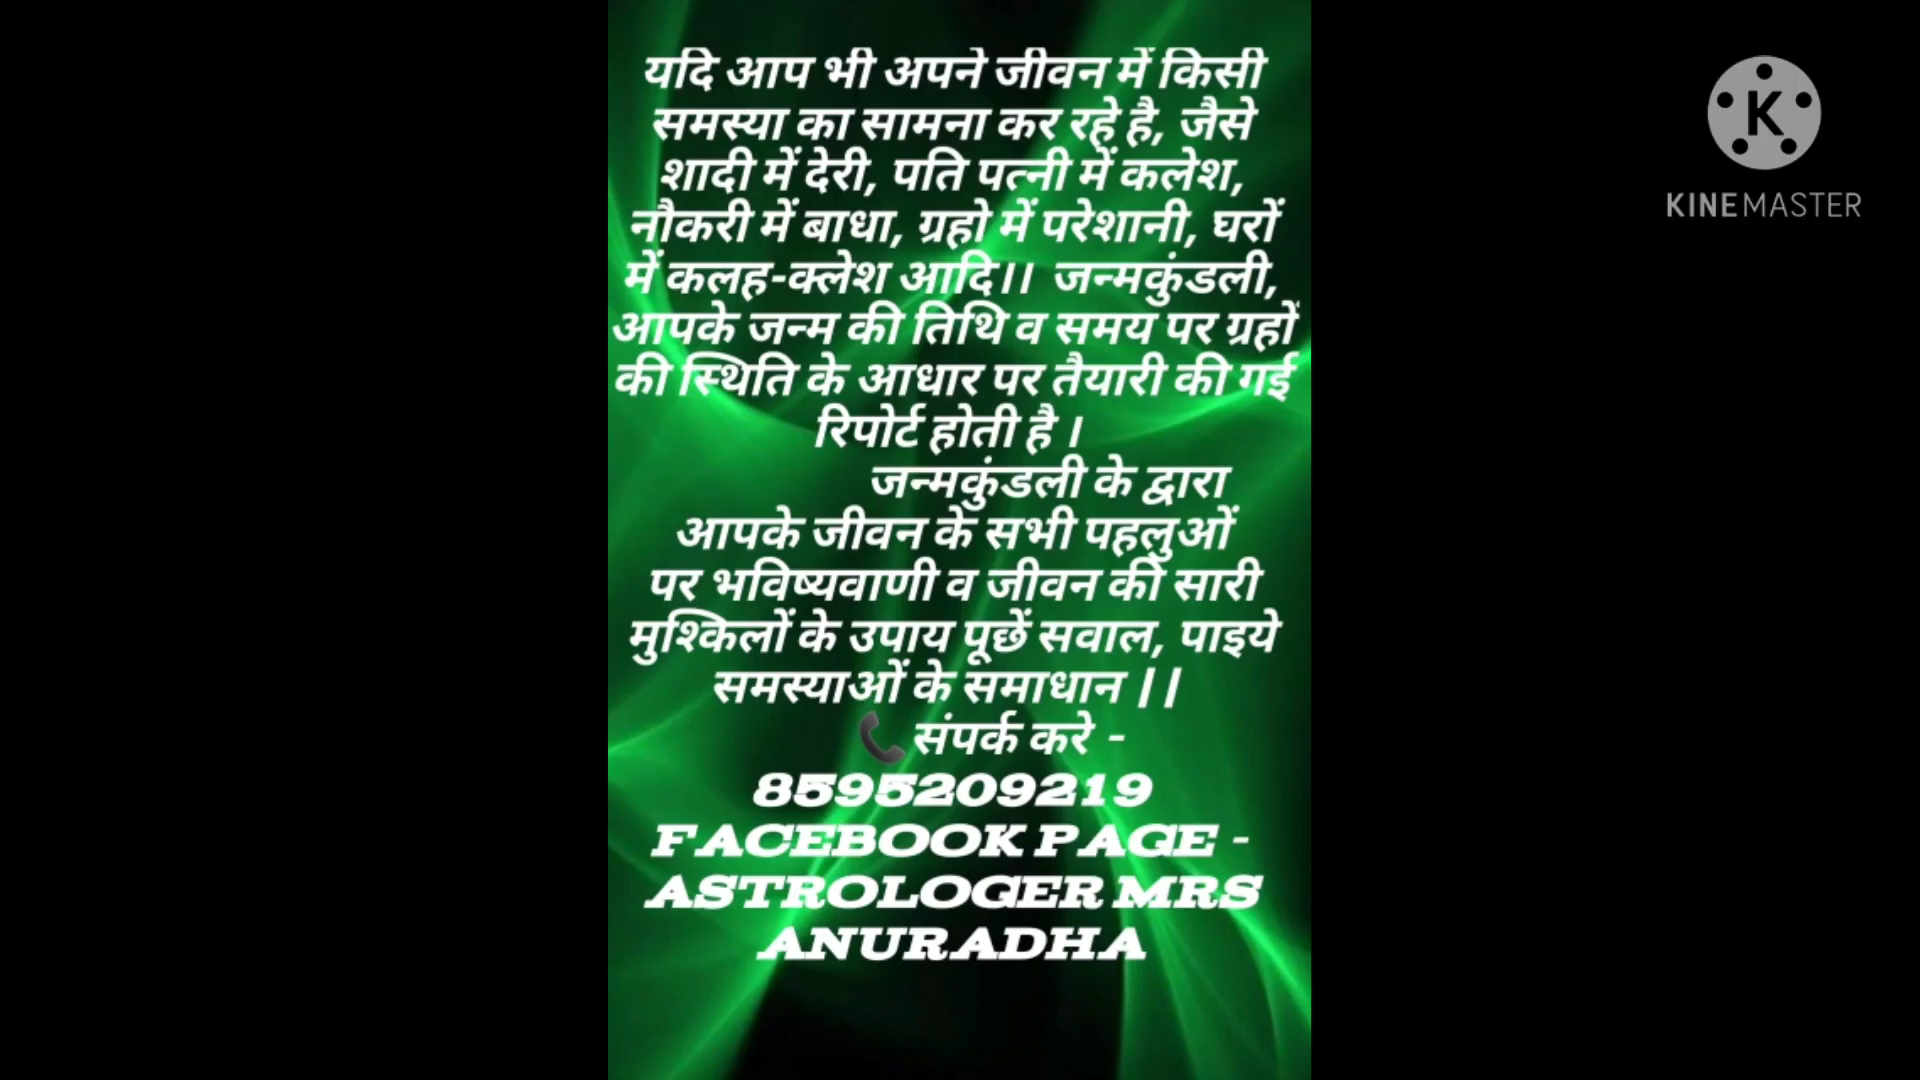 यदि आप भी अपने जीवन में किसी
समस्या का सामना कर रहे है, जैसे
शादी में देरी, पति पत्नी में कलेश,
नौकरी में बाधा, ग्रहो में परेशानी, घरों
में कलह-क्लेश आदि।। जन्मकुंडली,
आपके जन्म की तिथि व समय पर ग्रहों
की स्थिति के आधार पर तैयारी की गई
रिपोर्ट होती है ।
जन्मकुंडली के द्वारा
आपके जीवन के सभी पहलुओं
पर भविष्यवाणी व जीवन की सारी
मुश्किलों के उपाय पूछें सवाल, पाइये
समस्याओं के समाधान ||
📞संपर्क करे -
8595209219
FACEBOOK PAGE -
ASTROLOGER MRS
ANURADHA
K
KINEMASTER